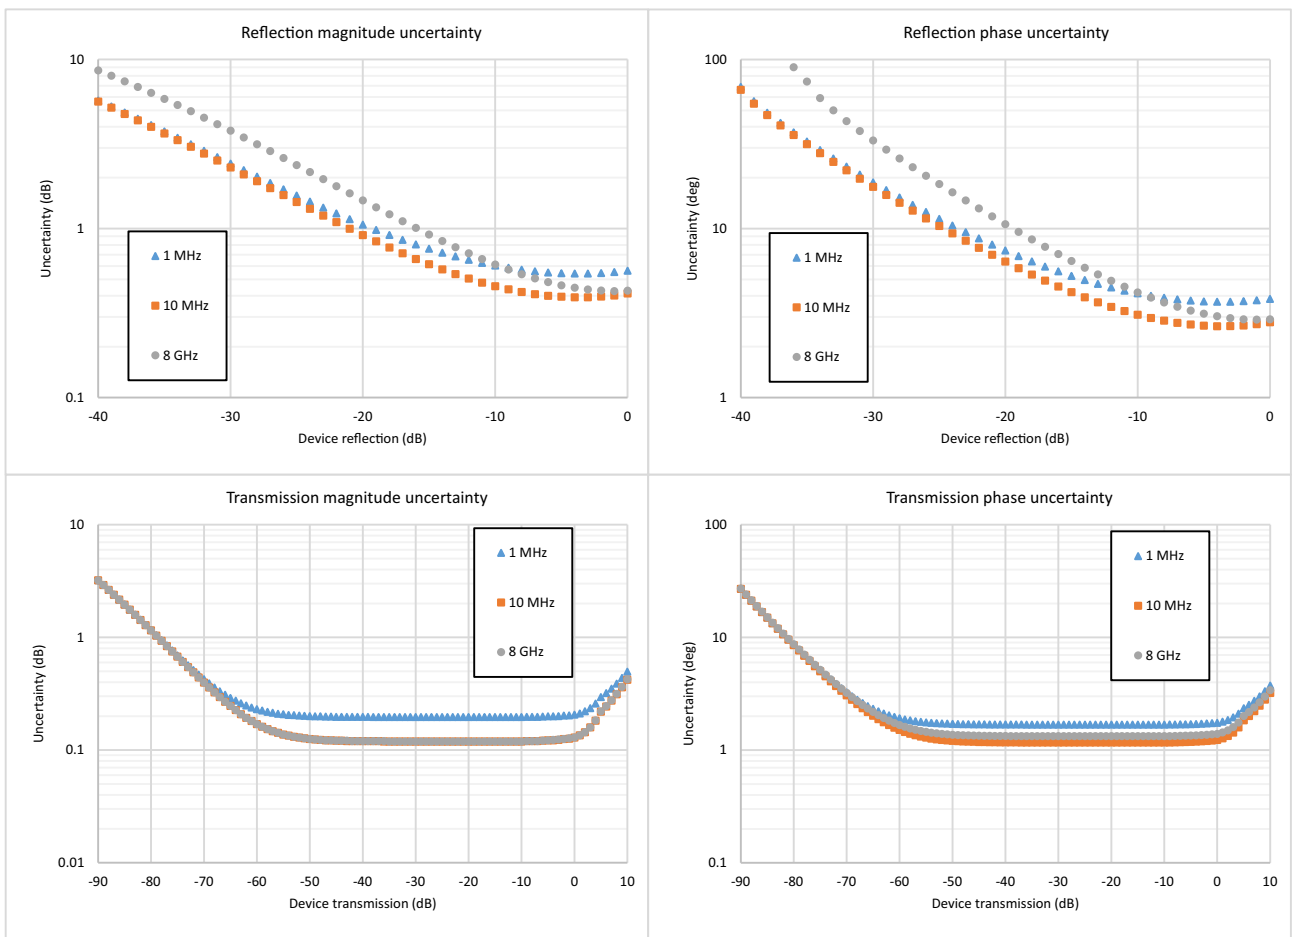 Reflection magnitude uncertainty
10
1
0.1
Uncertainty (dB)
1 MHz
10 MHz
8 GHz
-40 -30 -20 -10 0
Device reflection (dB)
Reflection phase uncertainty
100
10
1
Uncertainty (deg)
1 MHz
10 MHz
8 GHz
-40 -30 -20 -10 0
Device reflection (dB)
Transmission magnitude uncertainty
10
1
0.1
0.01
Uncertainty (dB)
1 MHz
10 MHz
8 GHz
-90 -80 -70 -60 -50 -40 -30 -20 -10 0 10
Device transmission (dB)
Transmission phase uncertainty
100
10
1
0.1
Uncertainty (deg)
1 MHz
10 MHz
8 GHz
-90 -80 -70 -60 -50 -40 -30 -20 -10 0 10
Device transmission (dB)